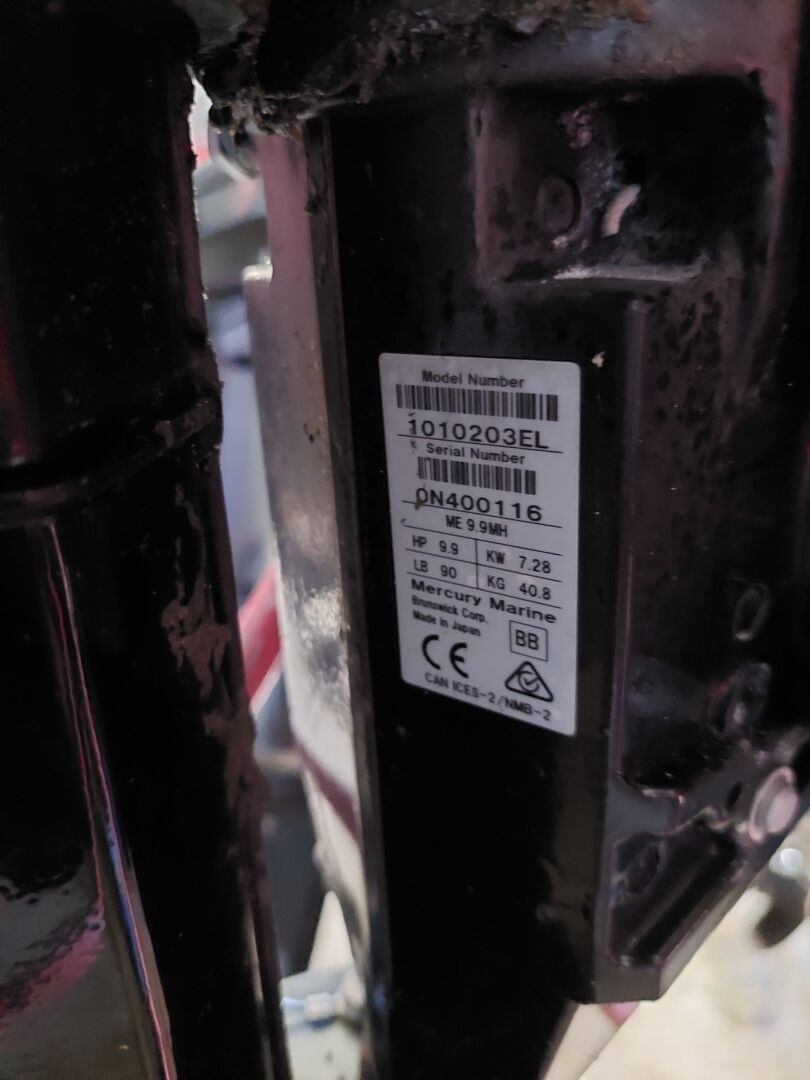 Model Number
1010203EL
Serial Number
0N400116
ME 9.9MH
HP 9.9 KW 7.28
LB 90 KG 40.8
Mercury Marine
Brunswick Corp.
Made in Japan
BB
CE
CAN ICES-2/NMB-2